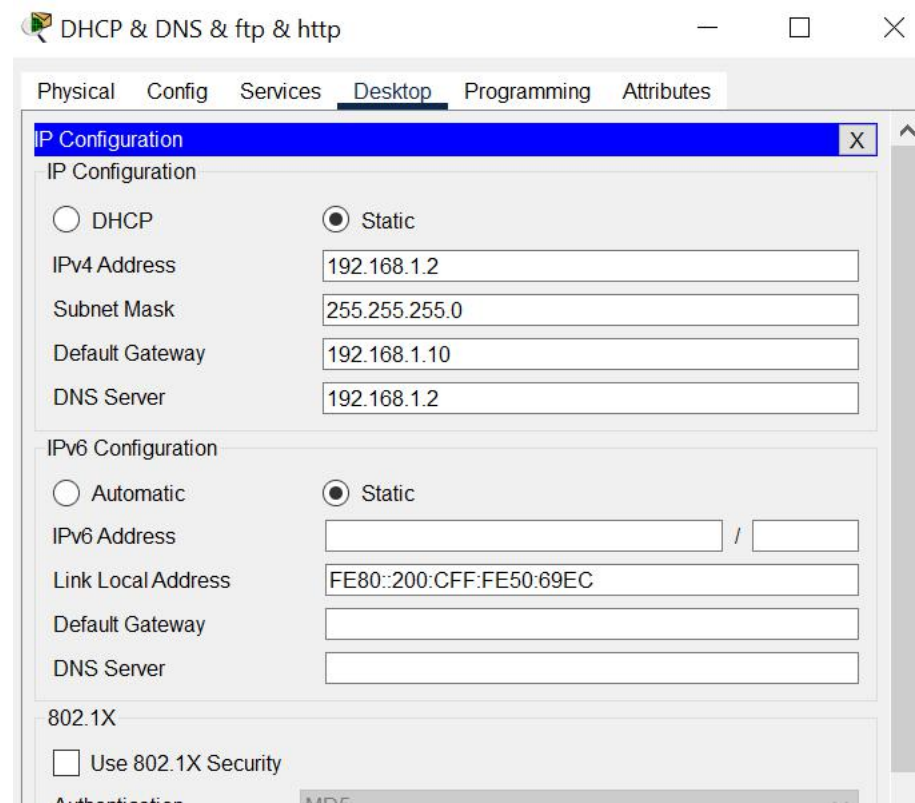 DHCP & DNS & ftp & http
Physical Config Services Desktop Programming Attributes
IP Configuration X
IP Configuration
DHCP Static
IPv4 Address 192.168.1.2
Subnet Mask 255.255.255.0
Default Gateway 192.168.1.10
DNS Server 192.168.1.2
IPv6 Configuration
Automatic Static
IPv6 Address /
Link Local Address FE80::200:CFF:FE50:69EC
Default Gateway
DNS Server
802.1X
Use 802.1X Security
Authentication MD5